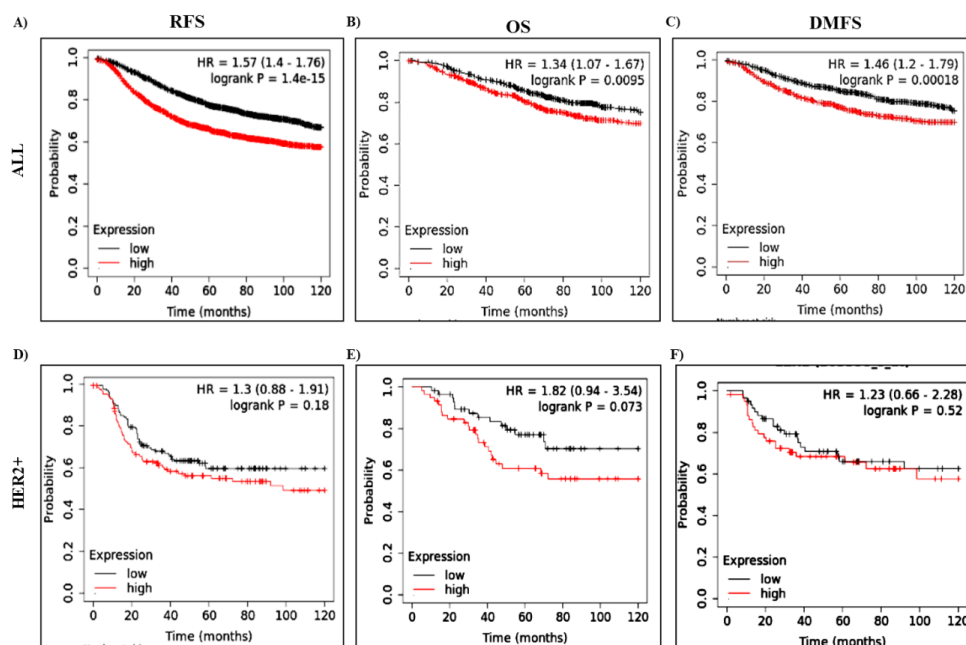 A)
RFS
B)
OS
C)
DMFS
ALL
HR = 1.57 (1.4 - 1.76)
logrank P = 1.4e-15
Probability
1.0
0.8
0.6
0.4
0.2
0.0
Expression
low
high
0 20 40 60 80 100 120
Time (months)
HR = 1.34 (1.07 - 1.67)
logrank P = 0.0095
Probability
1.0
0.8
0.6
0.4
0.2
0.0
Expression
low
high
0 20 40 60 80 100 120
Time (months)
HR = 1.46 (1.2 - 1.79)
logrank P = 0.00018
Probability
1.0
0.8
0.6
0.4
0.2
0.0
Expression
low
high
0 20 40 60 80 100 120
Time (months)
D)
E)
F)
HER2+
HR = 1.3 (0.88 - 1.91)
logrank P = 0.18
Probability
1.0
0.8
0.6
0.4
0.2
0.0
Expression
low
high
0 20 40 60 80 100 120
Time (months)
HR = 1.82 (0.94 - 3.54)
logrank P = 0.073
Probability
1.0
0.8
0.6
0.4
0.2
0.0
Expression
low
high
0 20 40 60 80 100 120
Time (months)
HR = 1.23 (0.66 - 2.28)
logrank P = 0.52
Probability
1.0
0.8
0.6
0.4
0.2
0.0
Expression
low
high
0 20 40 60 80 100 120
Time (months)